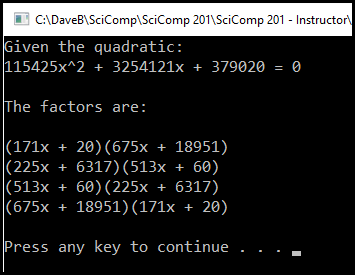 C:\DaveB\SciComp 201\SciComp 201 - Instructor\
Given the quadratic:
115425x^2 + 3254121x + 379020 = 0
The factors are:
(171x + 20)(675x + 18951)
(225x + 6317)(513x + 60)
(513x + 60)(225x + 6317)
(675x + 18951)(171x + 20)
Press any key to continue . . .